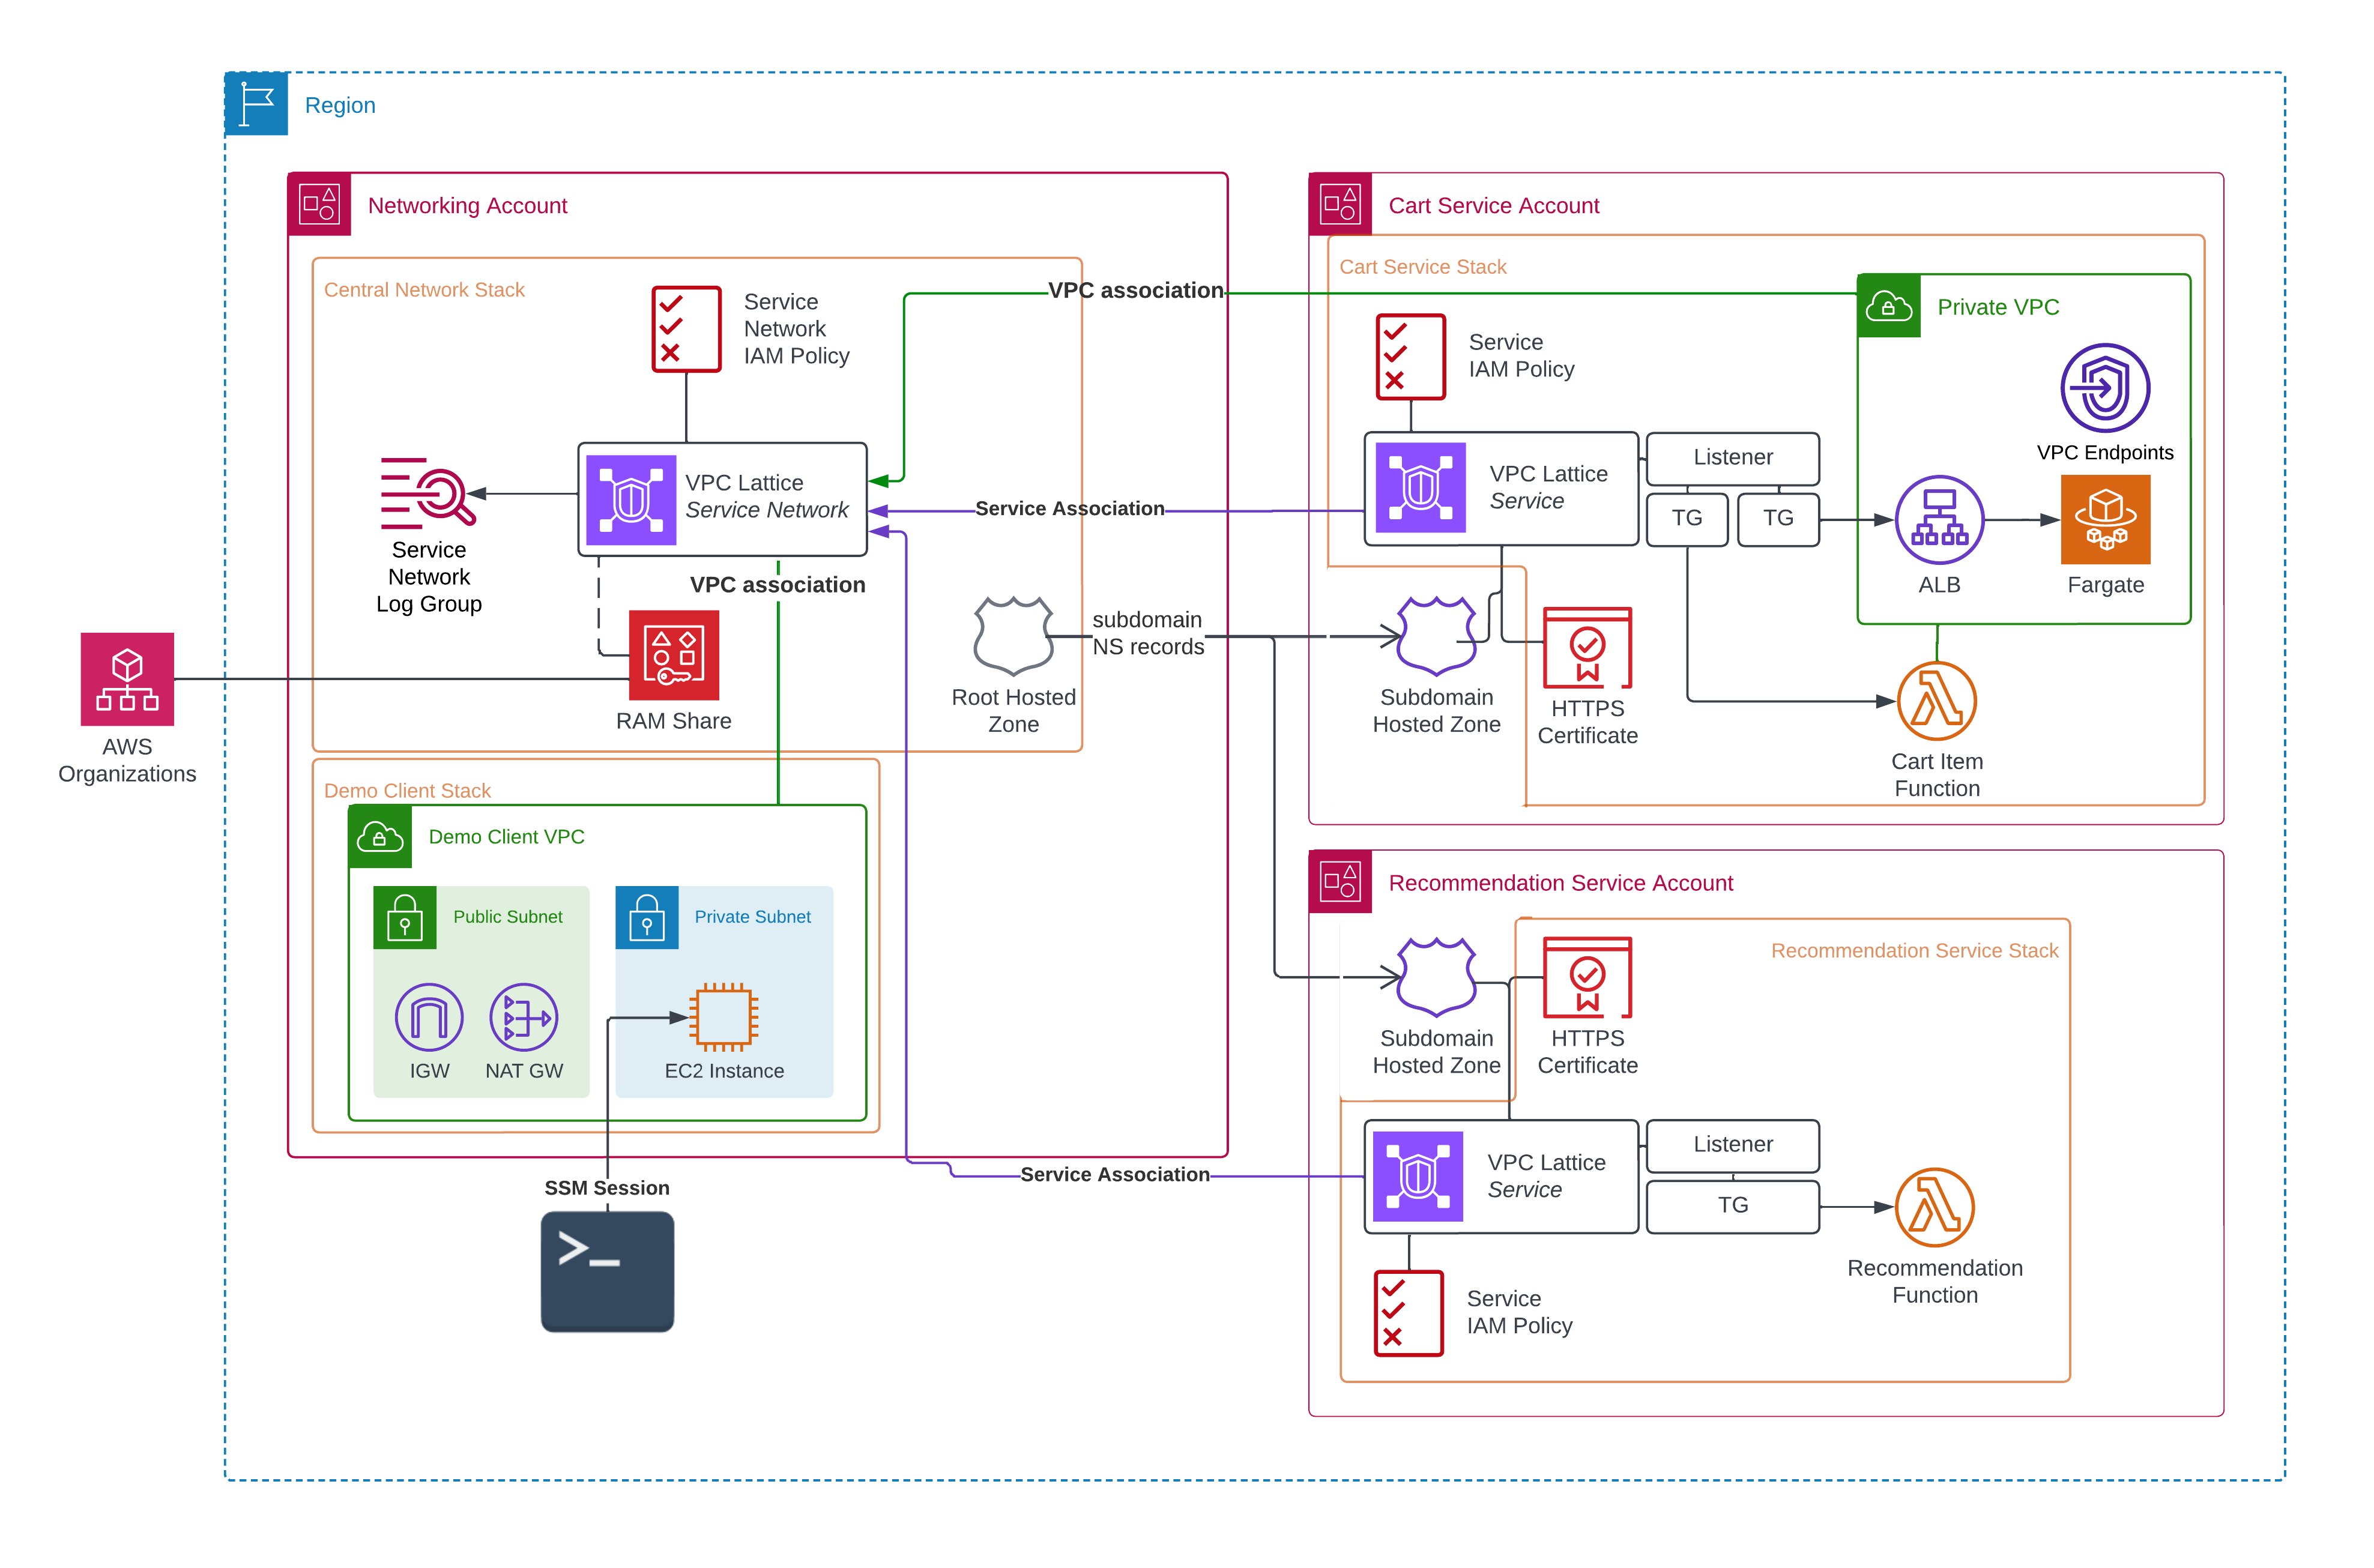 Region
Networking Account
Central Network Stack
Service
Network
IAM Policy
VPC Lattice
Service Network
Service
Network
Log Group
VPC association
RAM Share
Root Hosted
Zone
AWS
Organizations
Demo Client Stack
Demo Client VPC
Public Subnet
Private Subnet
IGW
NAT GW
EC2 Instance
SSM Session
>_
VPC association
Service Association
subdomain
NS records
Service Association
Cart Service Account
Cart Service Stack
Service
IAM Policy
VPC Lattice
Service
Listener
TG
TG
Private VPC
VPC Endpoints
ALB
Fargate
Subdomain
Hosted Zone
HTTPS
Certificate
Cart Item
Function
Recommendation Service Account
Recommendation Service Stack
Subdomain
Hosted Zone
HTTPS
Certificate
VPC Lattice
Service
Listener
TG
Recommendation
Function
Service
IAM Policy